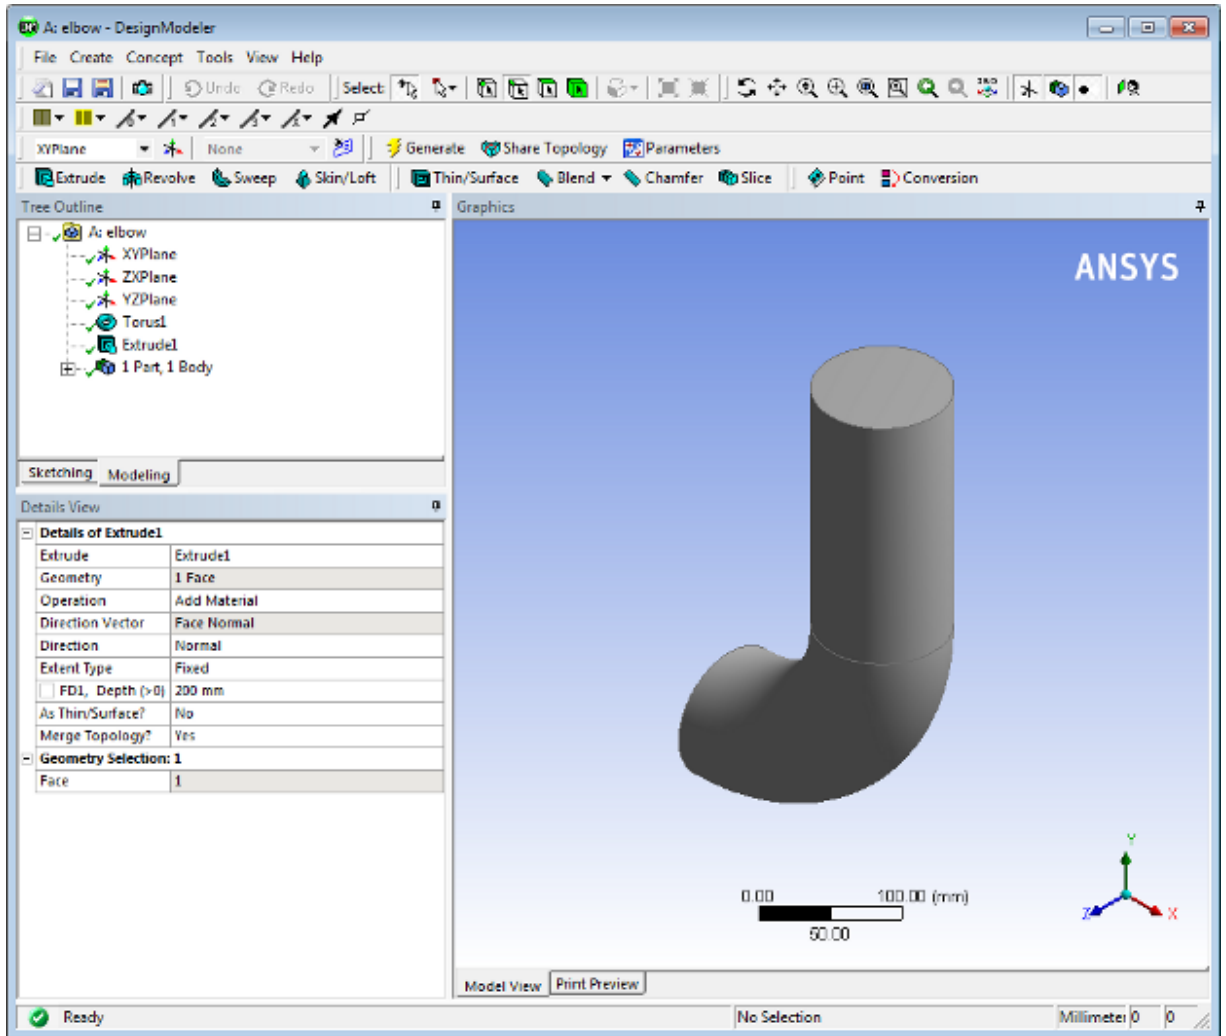 A: elbow - DesignModeler
File Create Concept Tools View Help
Undo Redo Select:
XYPlane None Generate Share Topology Parameters
Extrude Revolve Sweep Skin/Loft Thin/Surface Blend Chamfer Slice Point Conversion
Tree Outline
A: elbow
XYPlane
ZXPlane
YZPlane
Torus1
Extrude1
1 Part, 1 Body
Sketching Modeling
Details View
Details of Extrude1
Extrude Extrude1
Geometry 1 Face
Operation Add Material
Direction Vector Face Normal
Direction Normal
Extent Type Fixed
FD1, Depth (>0) 200 mm
As Thin/Surface? No
Merge Topology? Yes
Geometry Selection: 1
Face 1
Graphics
ANSYS
Y
Z X
0.00 100.00 (mm)
50.00
Model View Print Preview
Ready No Selection Millimeter 0 0